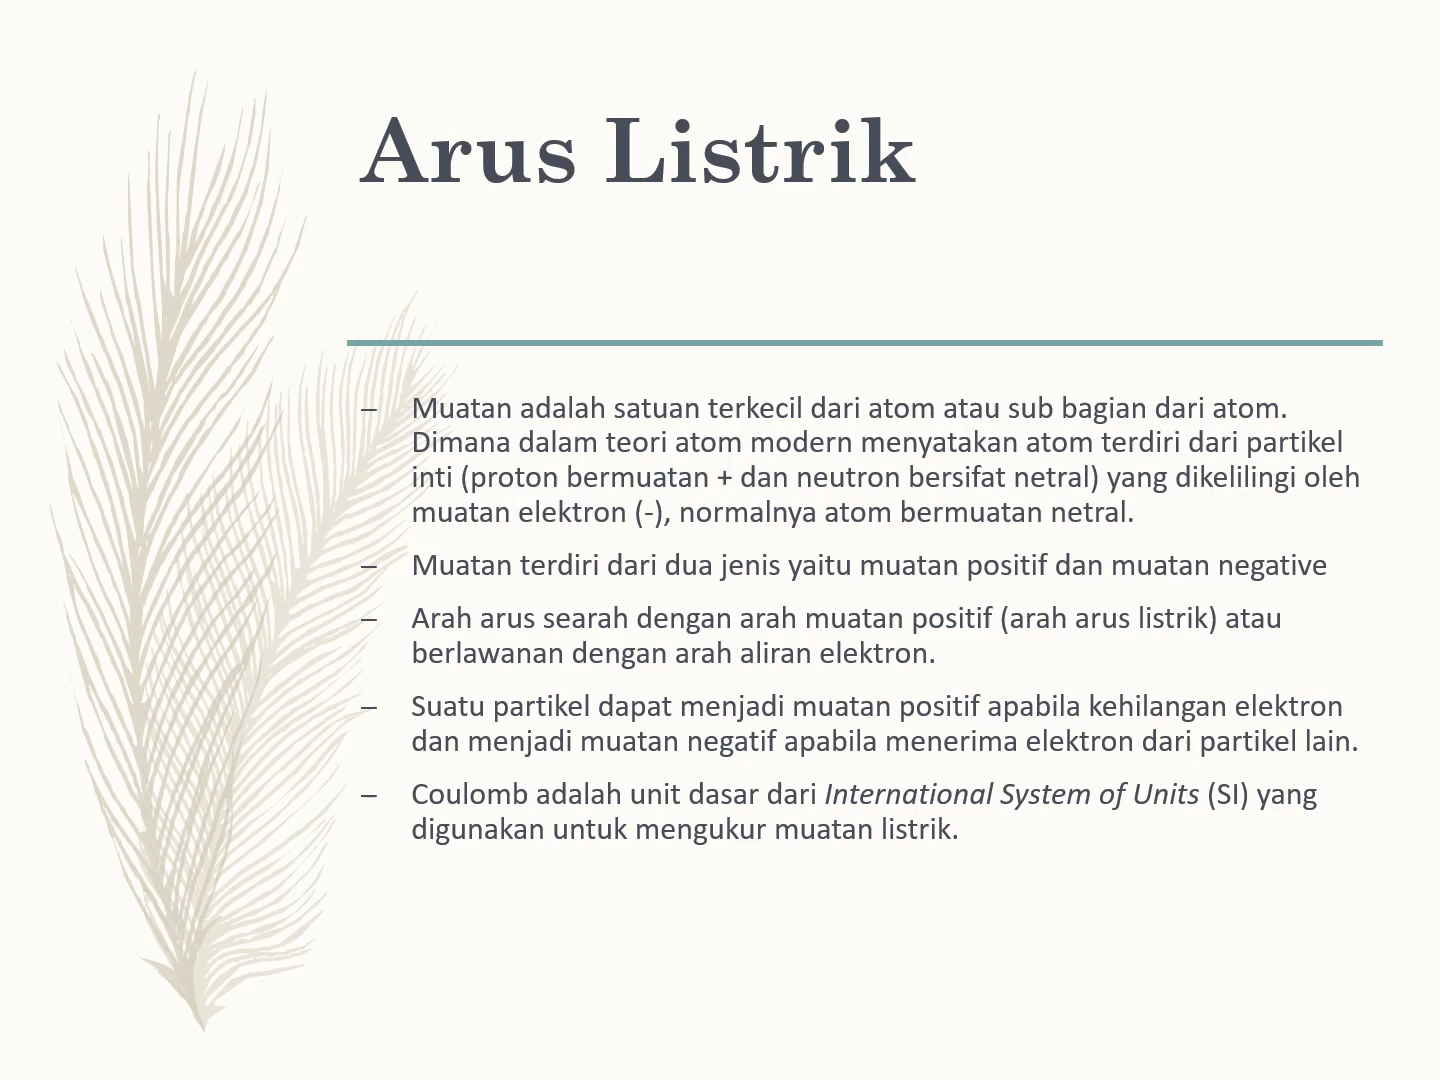 Arus Listrik
– Muatan adalah satuan terkecil dari atom atau sub bagian dari atom.
Dimana dalam teori atom modern menyatakan atom terdiri dari partikel
inti (proton bermuatan + dan neutron bersifat netral) yang dikelilingi oleh
muatan elektron (-), normalnya atom bermuatan netral.
– Muatan terdiri dari dua jenis yaitu muatan positif dan muatan negative
– Arah arus searah dengan arah muatan positif (arah arus listrik) atau
berlawanan dengan arah aliran elektron.
– Suatu partikel dapat menjadi muatan positif apabila kehilangan elektron
dan menjadi muatan negatif apabila menerima elektron dari partikel lain.
– Coulomb adalah unit dasar dari International System of Units (SI) yang
digunakan untuk mengukur muatan listrik.